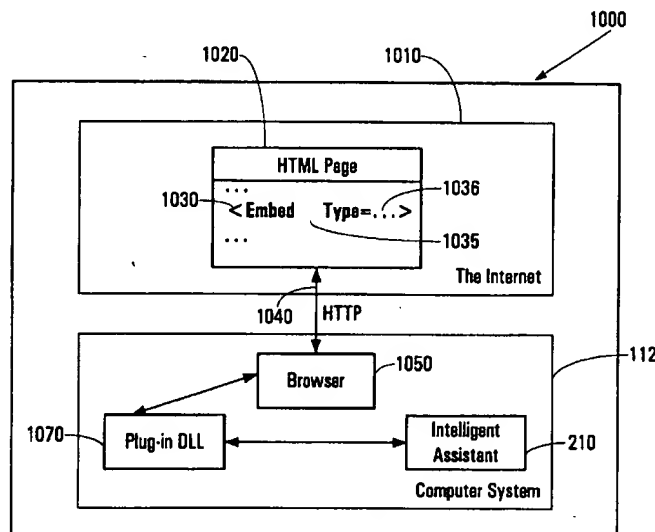 1000
1020
1010
HTML Page
...
1036
1030
<Embed Type=...>
1035
...
The Internet
1040
HTTP
112
1050
Browser
1070
Plug-in DLL
Intelligent
Assistant
210
Computer System